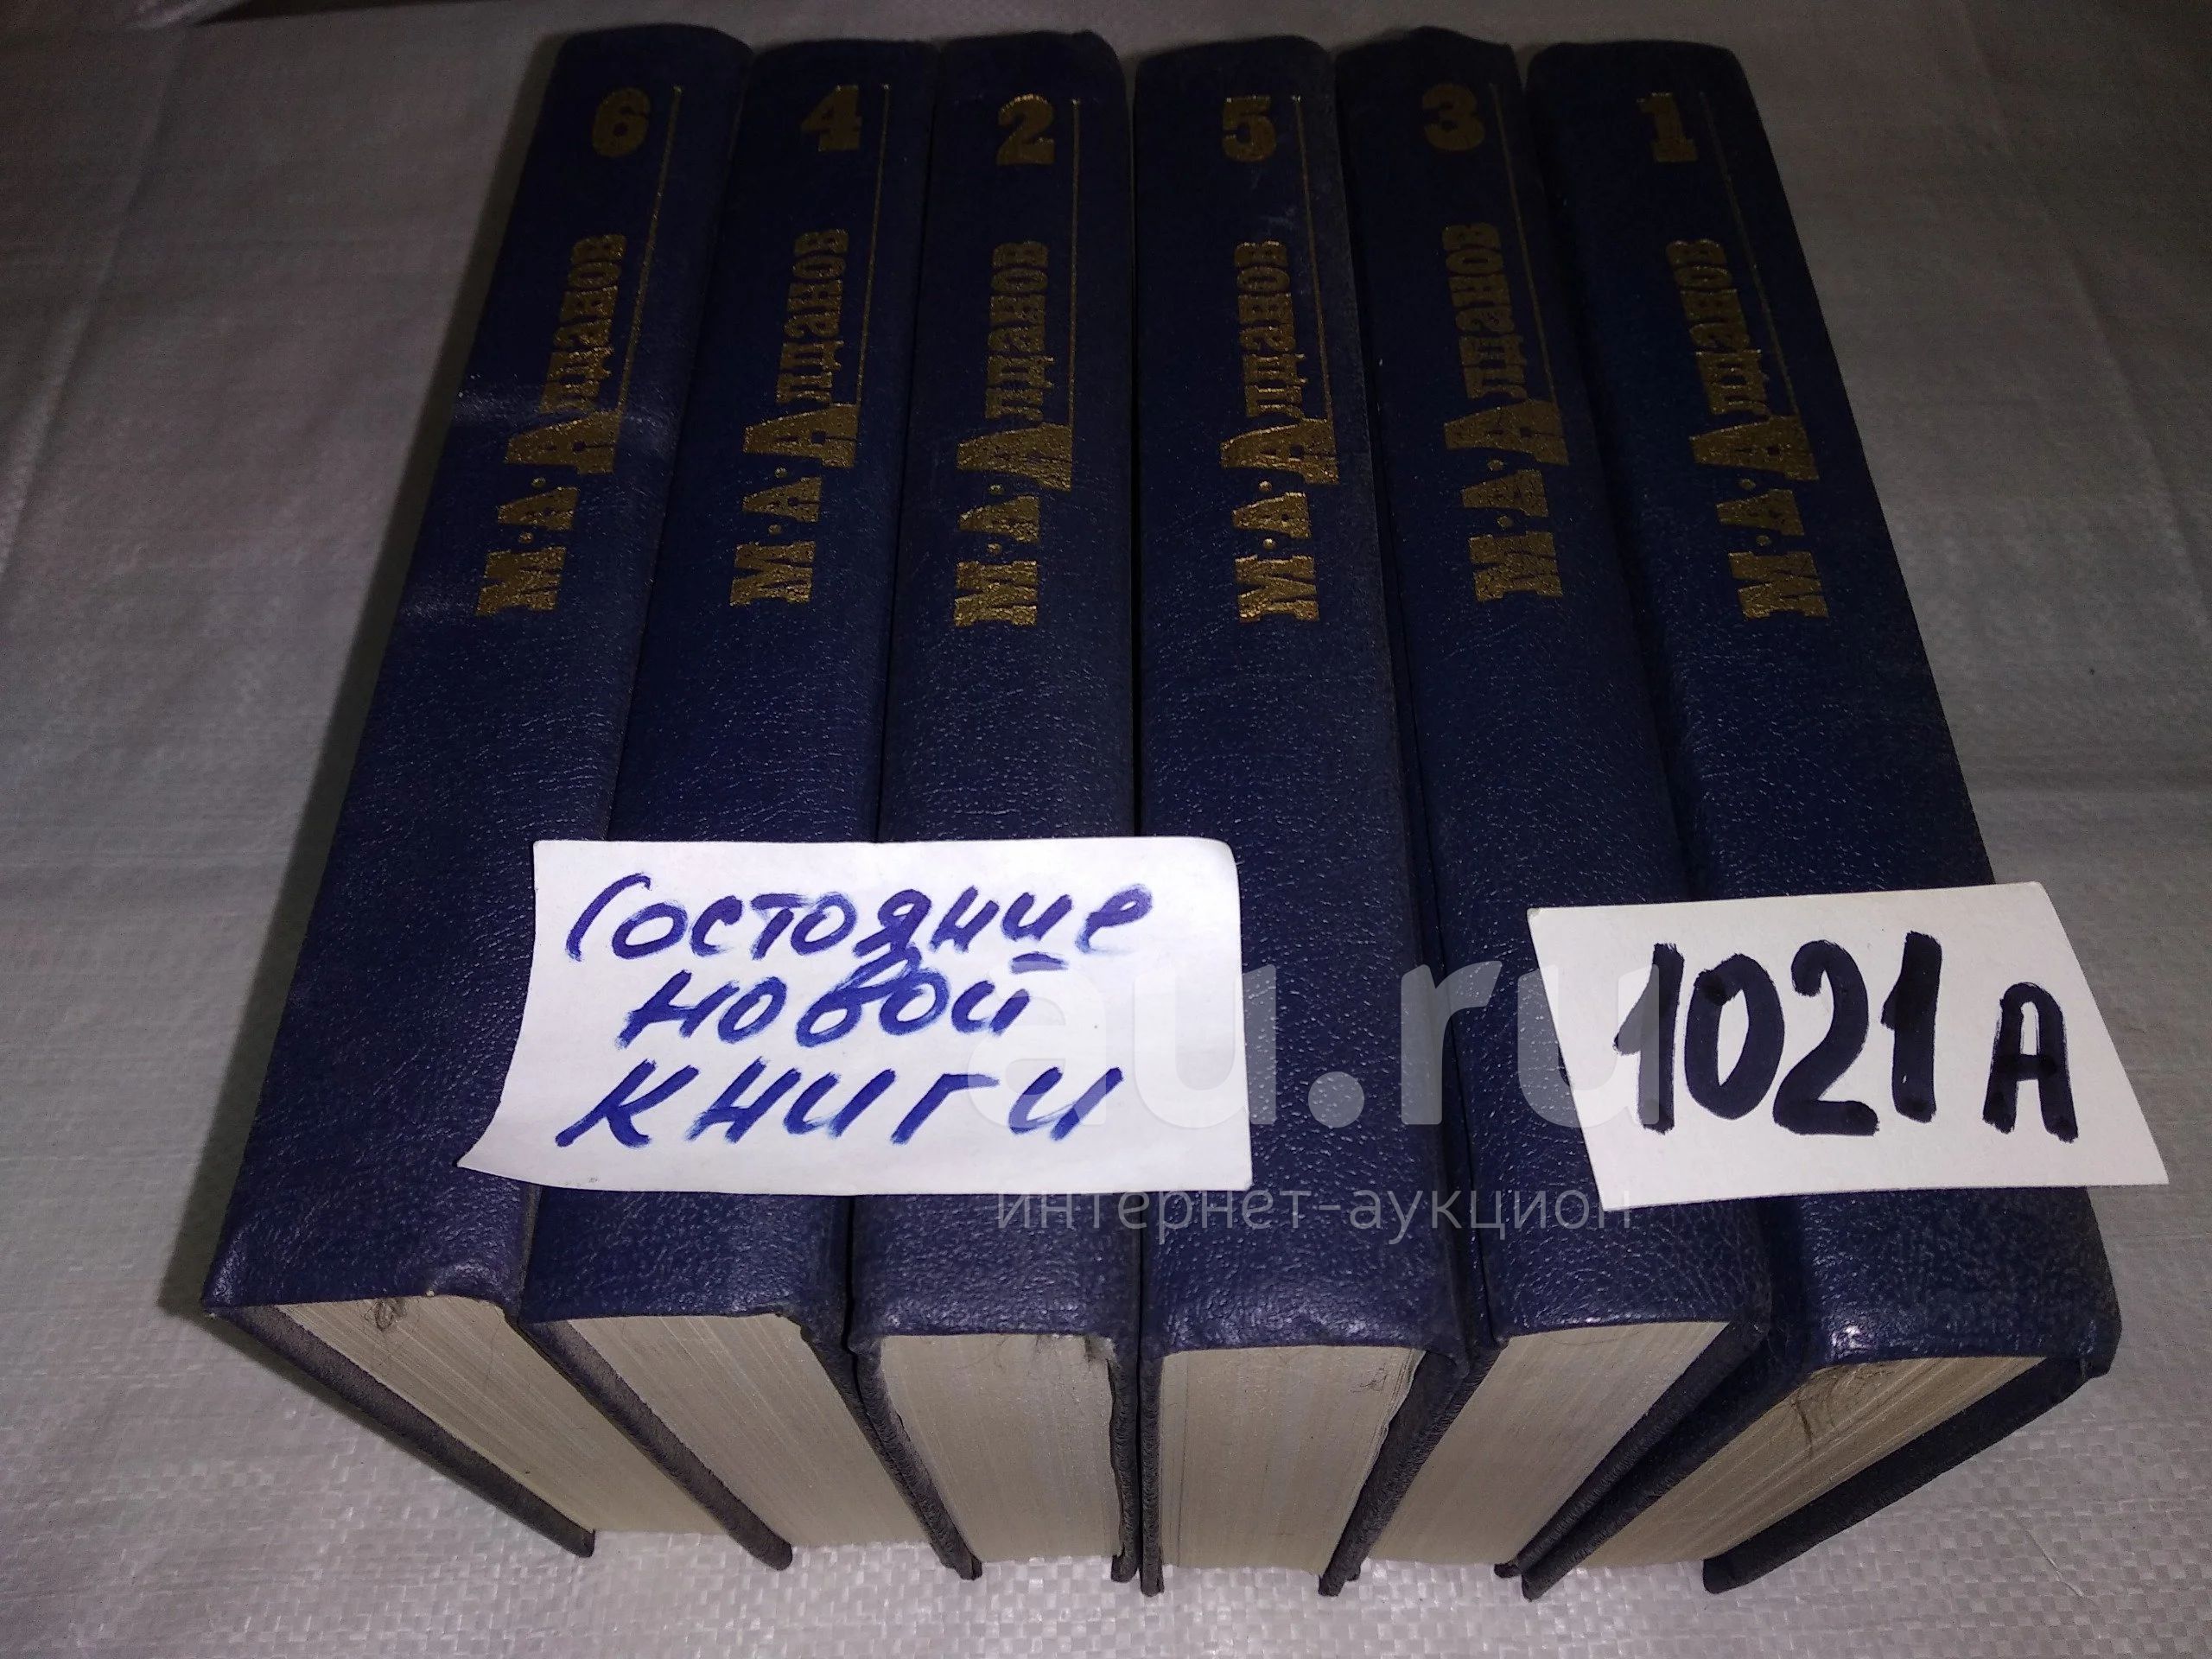 6
М·А·Алданов
4
М·А·Алданов
2
М·А·Алданов
5
М·А·Алданов
3
М·А·Алданов
1
М·А·Алданов
Состояние
новой
книги
1021 А
au.ru
интернет-аукцион